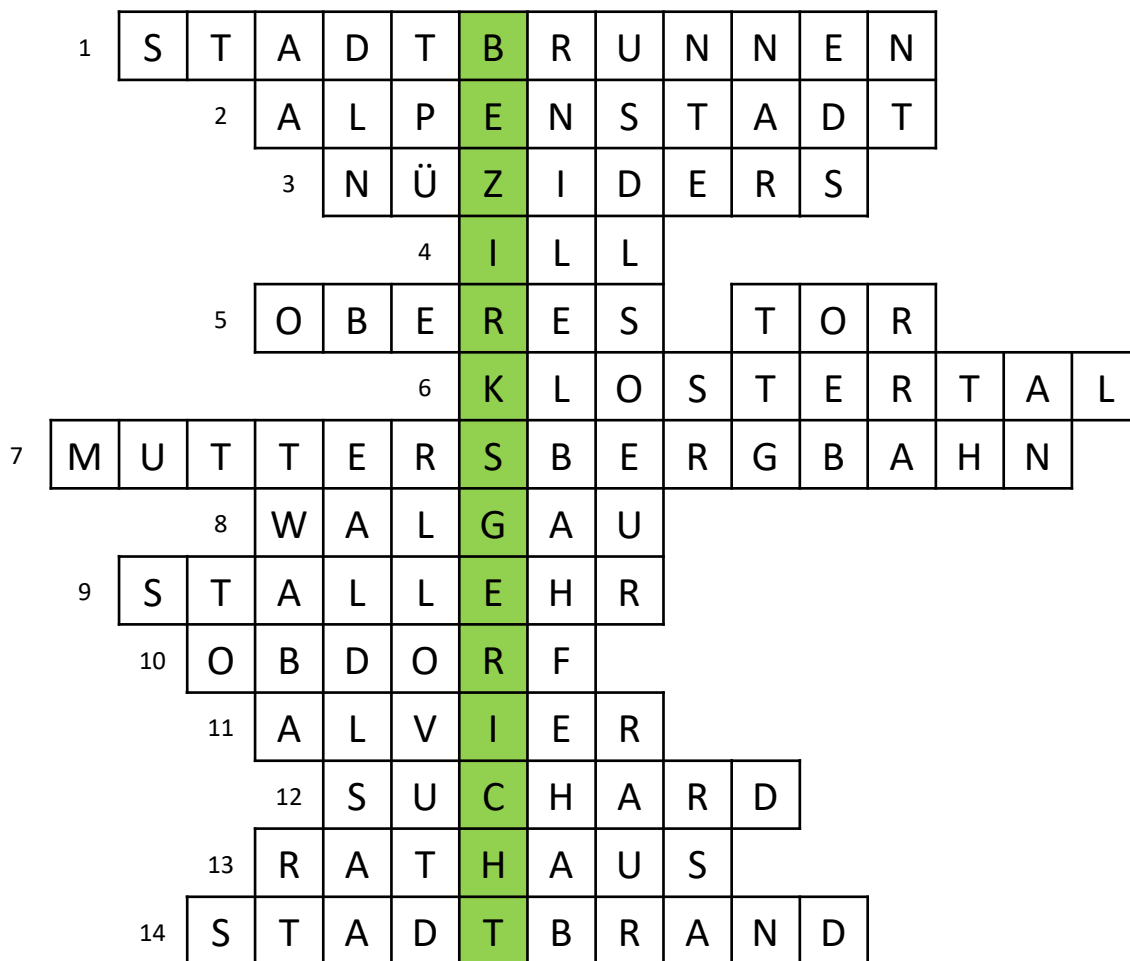 1 STADTBRUNNEN
2 ALPENSTADT
3 NÜZIDERS
4 ILL
5 OBERES TOR
6 KLOSTERTAL
7 MUTTERSBERGBAHN
8 WALGAU
9 STALLEHR
10 OBDORF
11 ALVIER
12 SUCHARD
13 RATHAUS
14 STADTBRAND